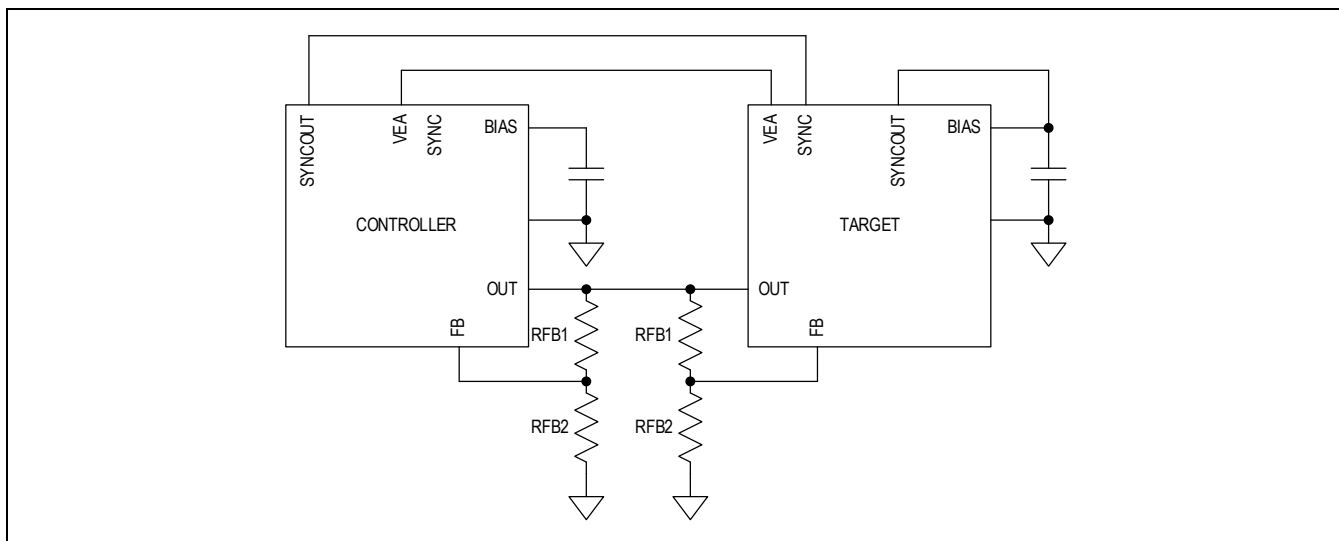 SYNCOUT
VEA
SYNC
BIAS
CONTROLLER
OUT
FB
VEA
SYNC
SYNCOUT
BIAS
TARGET
OUT
FB
RFB1
RFB1
RFB2
RFB2